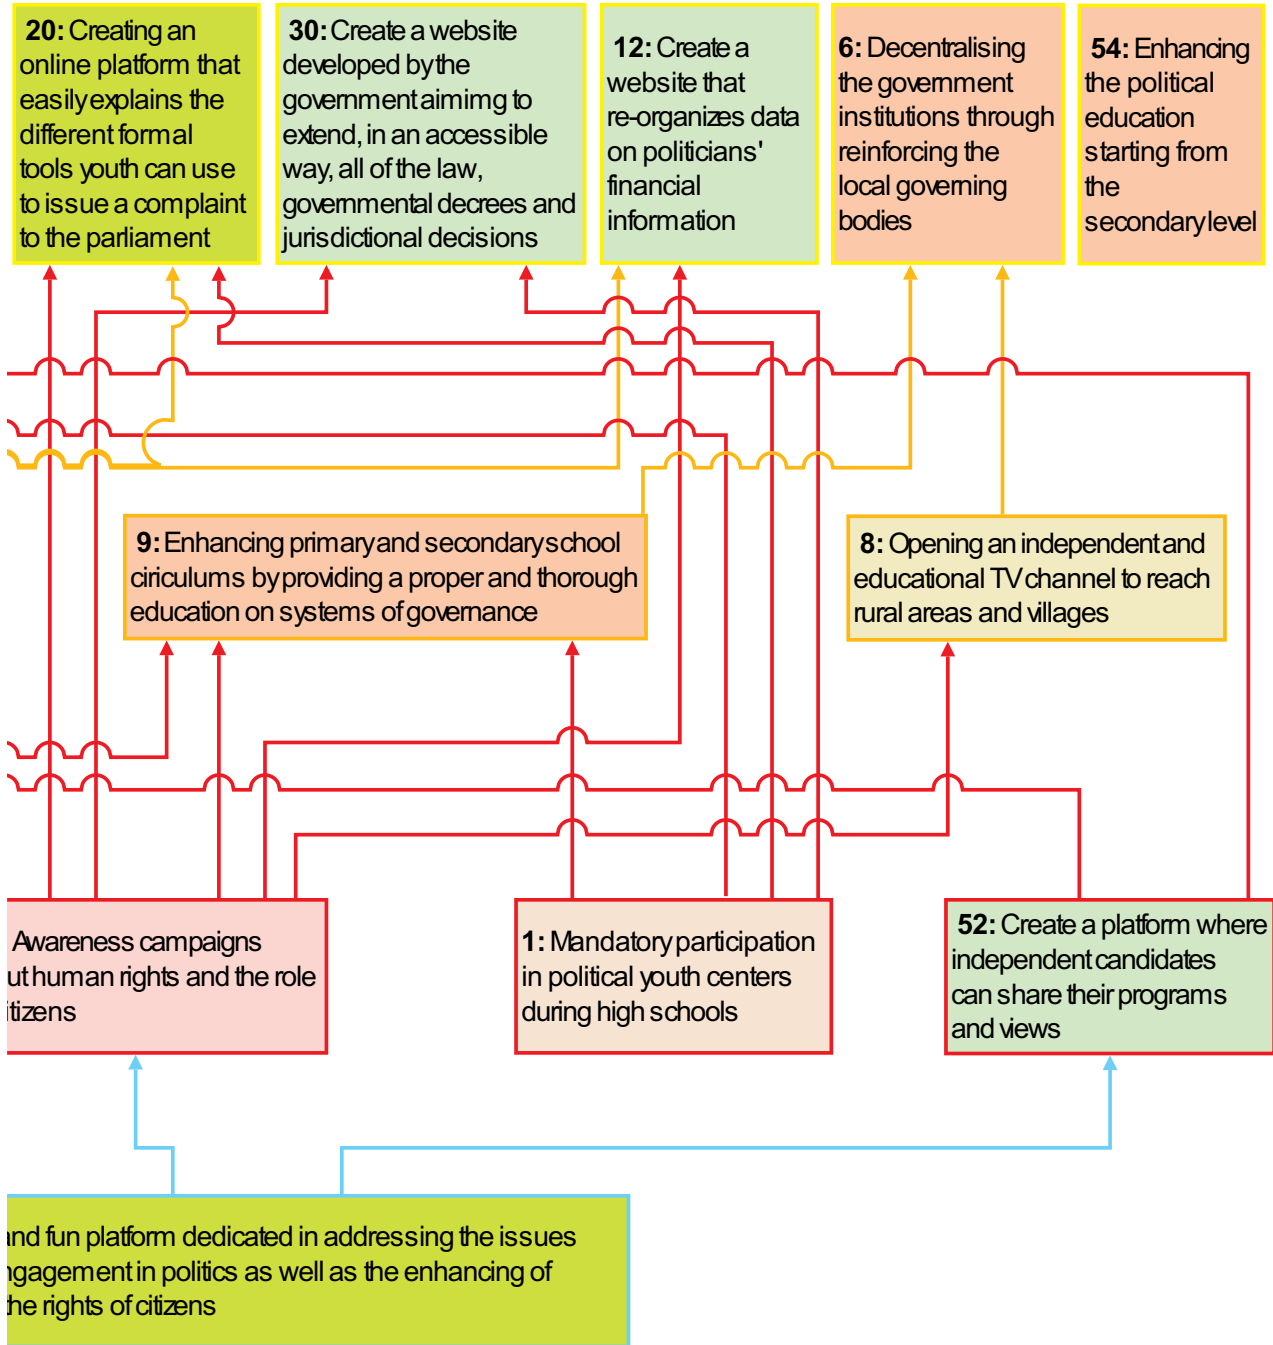 20: Creating an
online platform that
easily explains the
different formal
tools youth can use
to issue a complaint
to the parliament
30: Create a website
developed by the
government aimimg to
extend, in an accessible
way, all of the law,
governmental decrees and
jurisdictional decisions
12: Create a
website that
re-organizes data
on politicians'
financial
information
6: Decentralising
the government
institutions through
reinforcing the
local governing
bodies
54: Enhancing
the political
education
starting from
the
secondary level
9: Enhancing primary and secondary school
ciriculums by providing a proper and thorough
education on systems of governance
8: Opening an independent and
educational TV channel to reach
rural areas and villages
Awareness campaigns
ut human rights and the role
itizens
1: Mandatory participation
in political youth centers
during high schools
52: Create a platform where
independent candidates
can share their programs
and views
and fun platform dedicated in addressing the issues
ngagement in politics as well as the enhancing of
the rights of citizens